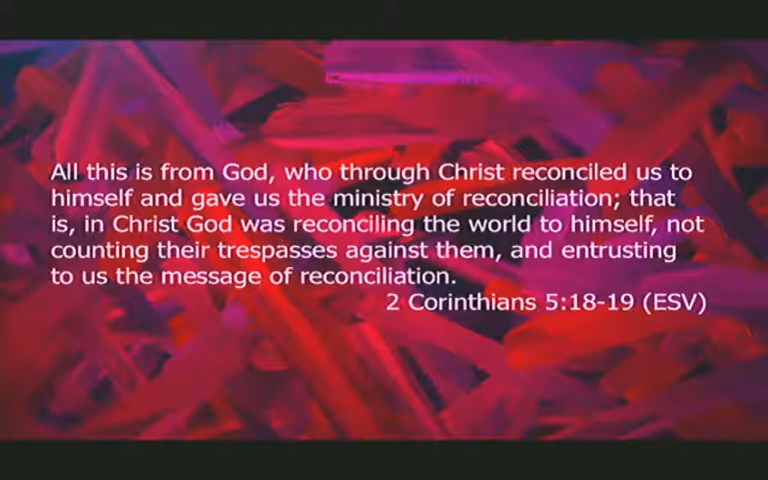 All this is from God, who through Christ reconciled us to
himself and gave us the ministry of reconciliation; that
is, in Christ God was reconciling the world to himself, not
counting their trespasses against them, and entrusting
to us the message of reconciliation.
2 Corinthians 5:18-19 (ESV)